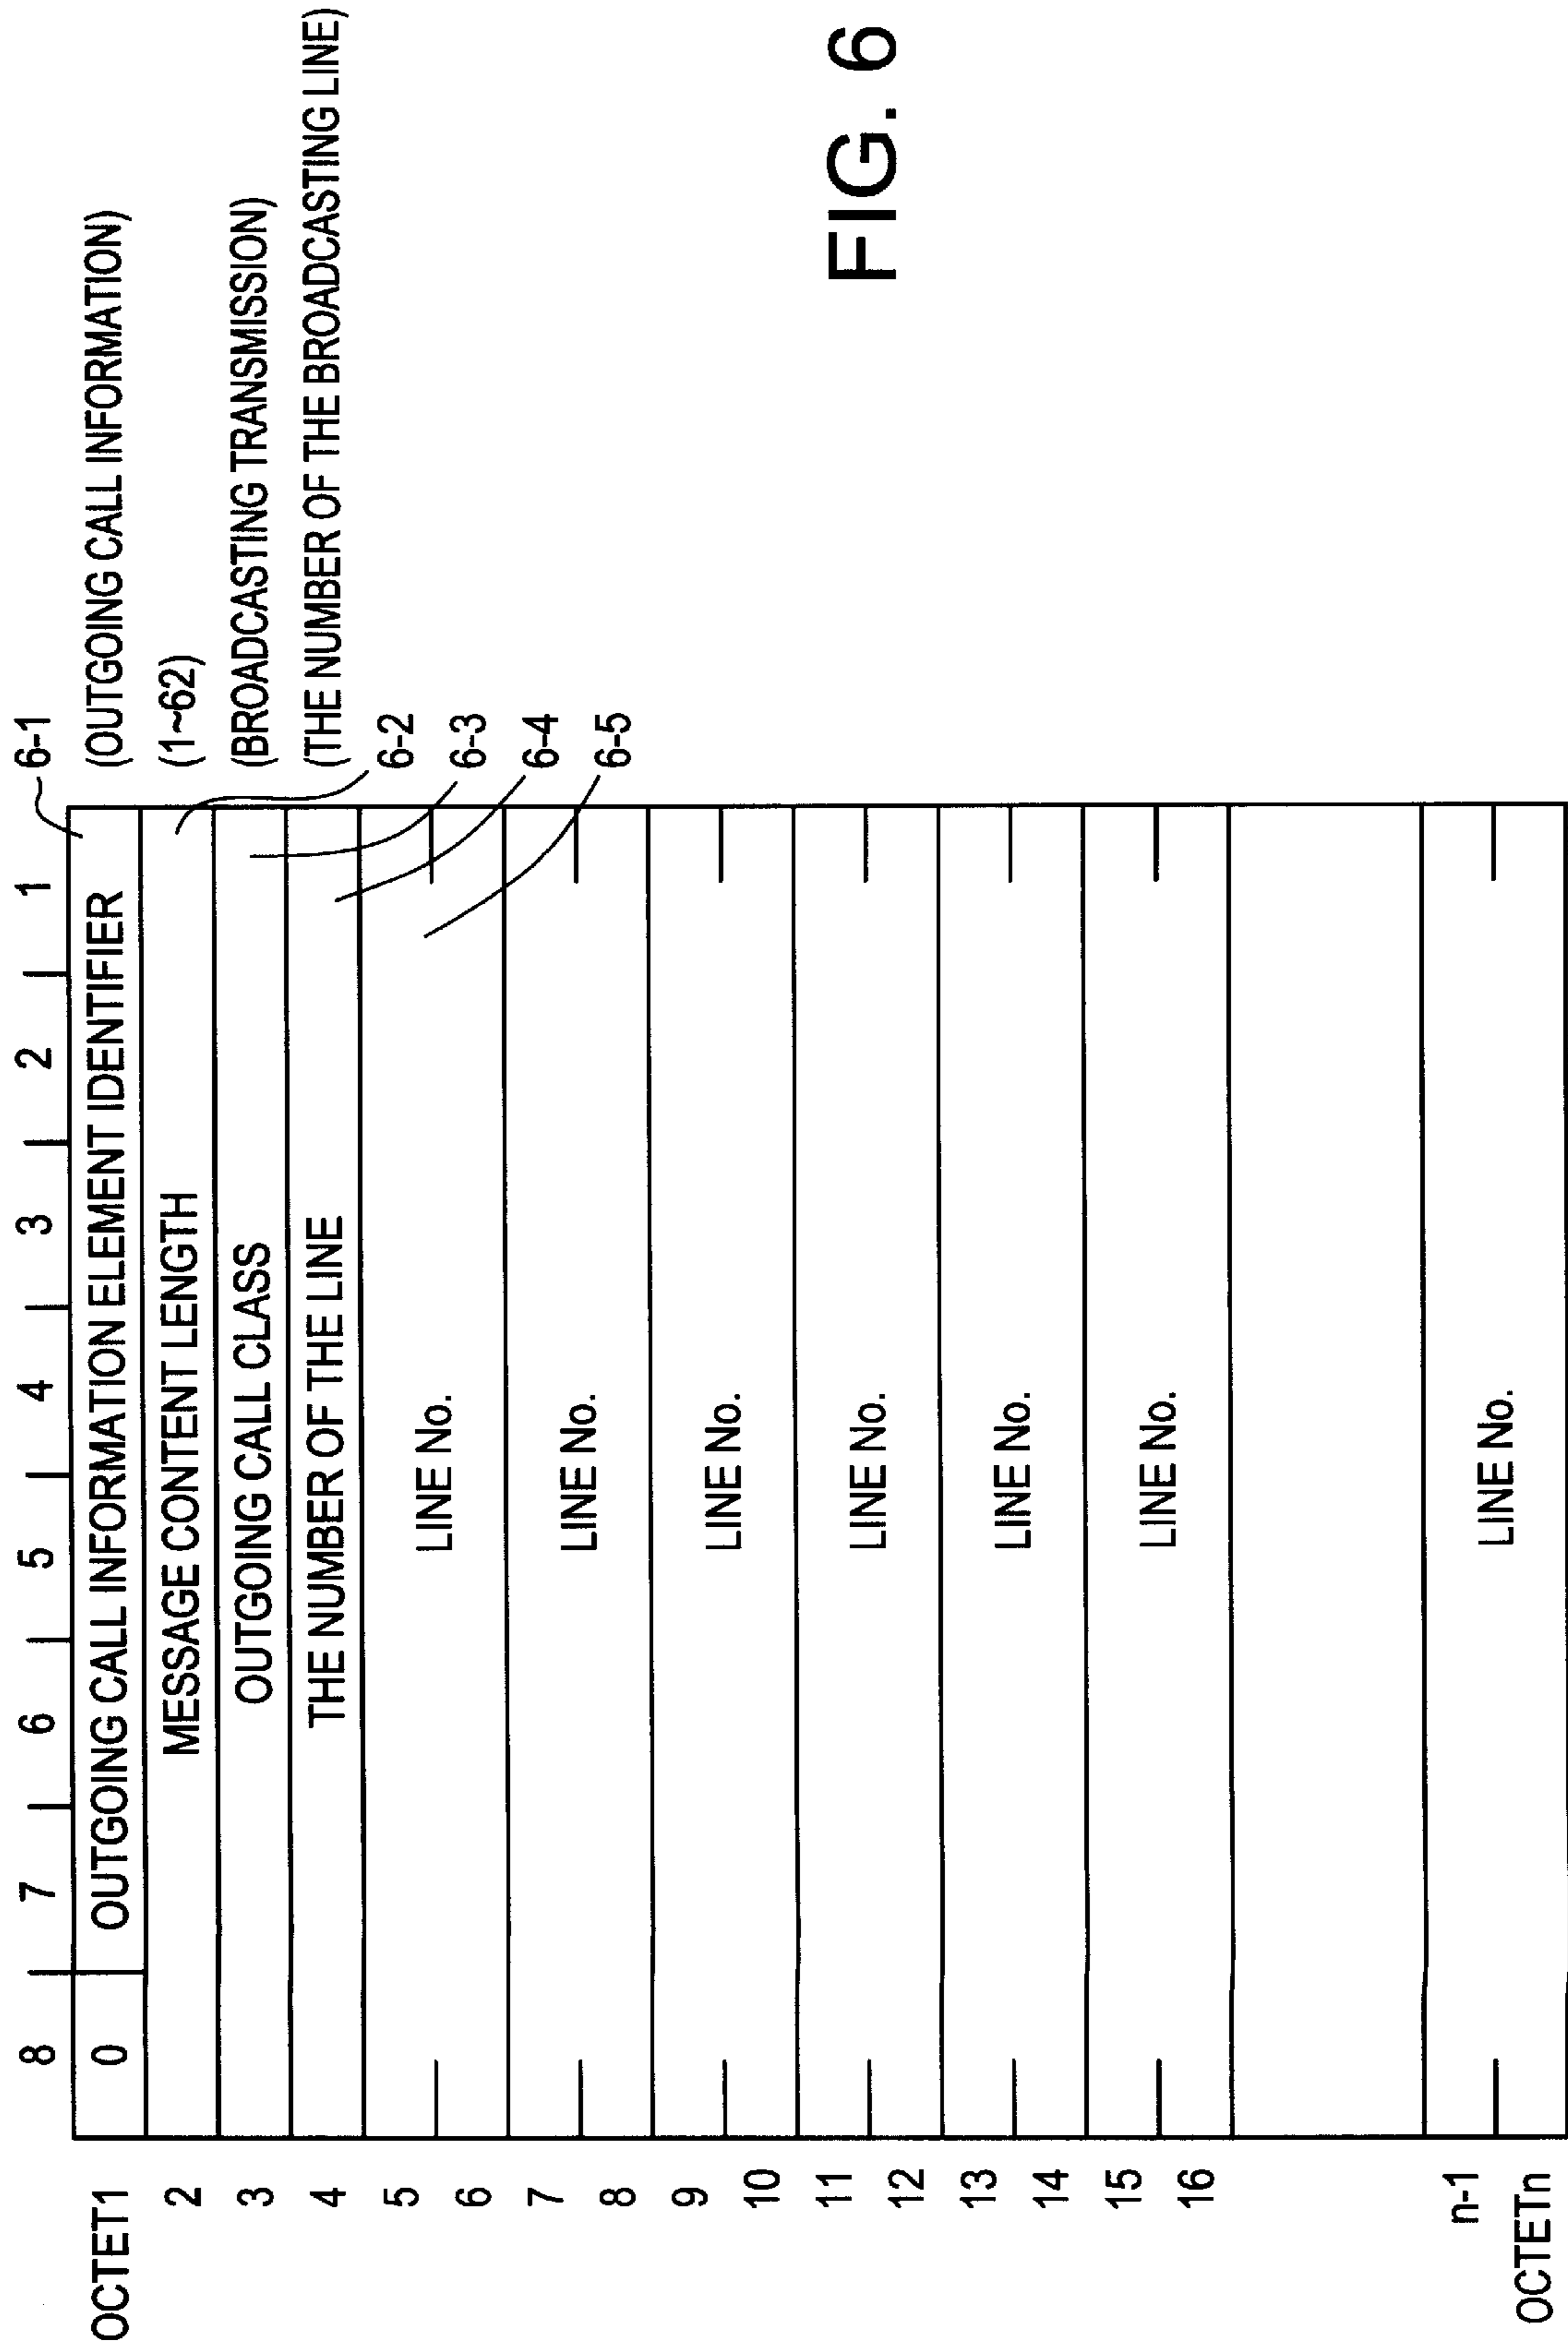 8 7 6 5 4 3 2 1 6-1
OCTET1 0 OUTGOING CALL INFORMATION ELEMENT IDENTIFIER (OUTGOING CALL INFORMATION)
2 MESSAGE CONTENT LENGTH (1~62)
3 OUTGOING CALL CLASS (BROADCASTING TRANSMISSION)
4 THE NUMBER OF THE LINE (THE NUMBER OF THE BROADCASTING LINE)
5 6-2
LINE No.
6 6-3
7 6-4
LINE No.
8 6-5
9
LINE No.
10
11
LINE No.
12
13
LINE No.
14
15
LINE No.
16
n-1
LINE No.
OCTETn
FIG. 6